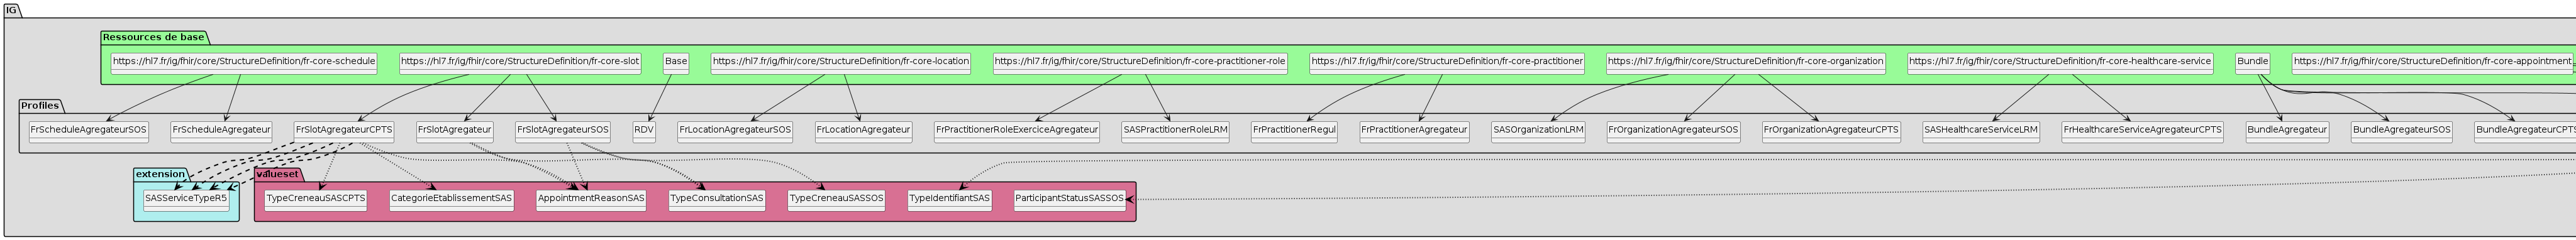 IG
Ressources de base
https://hl7.fr/ig/fhir/core/StructureDefinition/fr-core-schedule
https://hl7.fr/ig/fhir/core/StructureDefinition/fr-core-slot
Base
https://hl7.fr/ig/fhir/core/StructureDefinition/fr-core-location
https://hl7.fr/ig/fhir/core/StructureDefinition/fr-core-practitioner-role
https://hl7.fr/ig/fhir/core/StructureDefinition/fr-core-practitioner
https://hl7.fr/ig/fhir/core/StructureDefinition/fr-core-organization
https://hl7.fr/ig/fhir/core/StructureDefinition/fr-core-healthcare-service
Bundle
https://hl7.fr/ig/fhir/core/StructureDefinition/fr-core-appointment
Profiles
FrScheduleAgregateurSOS
FrScheduleAgregateur
FrSlotAgregateurCPTS
FrSlotAgregateur
FrSlotAgregateurSOS
RDV
FrLocationAgregateurSOS
FrLocationAgregateur
FrPractitionerRoleExerciceAgregateur
SASPractitionerRoleLRM
FrPractitionerRegul
FrPractitionerAgregateur
SASOrganizationLRM
FrOrganizationAgregateurSOS
FrOrganizationAgregateurCPTS
SASHealthcareServiceLRM
FrHealthcareServiceAgregateurCPTS
BundleAgregateur
BundleAgregateurSOS
BundleAgregateurCPTS
extension
SASServiceTypeR5
valueset
TypeCreneauSASCPTS
CategorieEtablissementSAS
AppointmentReasonSAS
TypeConsultationSAS
TypeCreneauSASSOS
TypeIdentifiantSAS
ParticipantStatusSASSOS